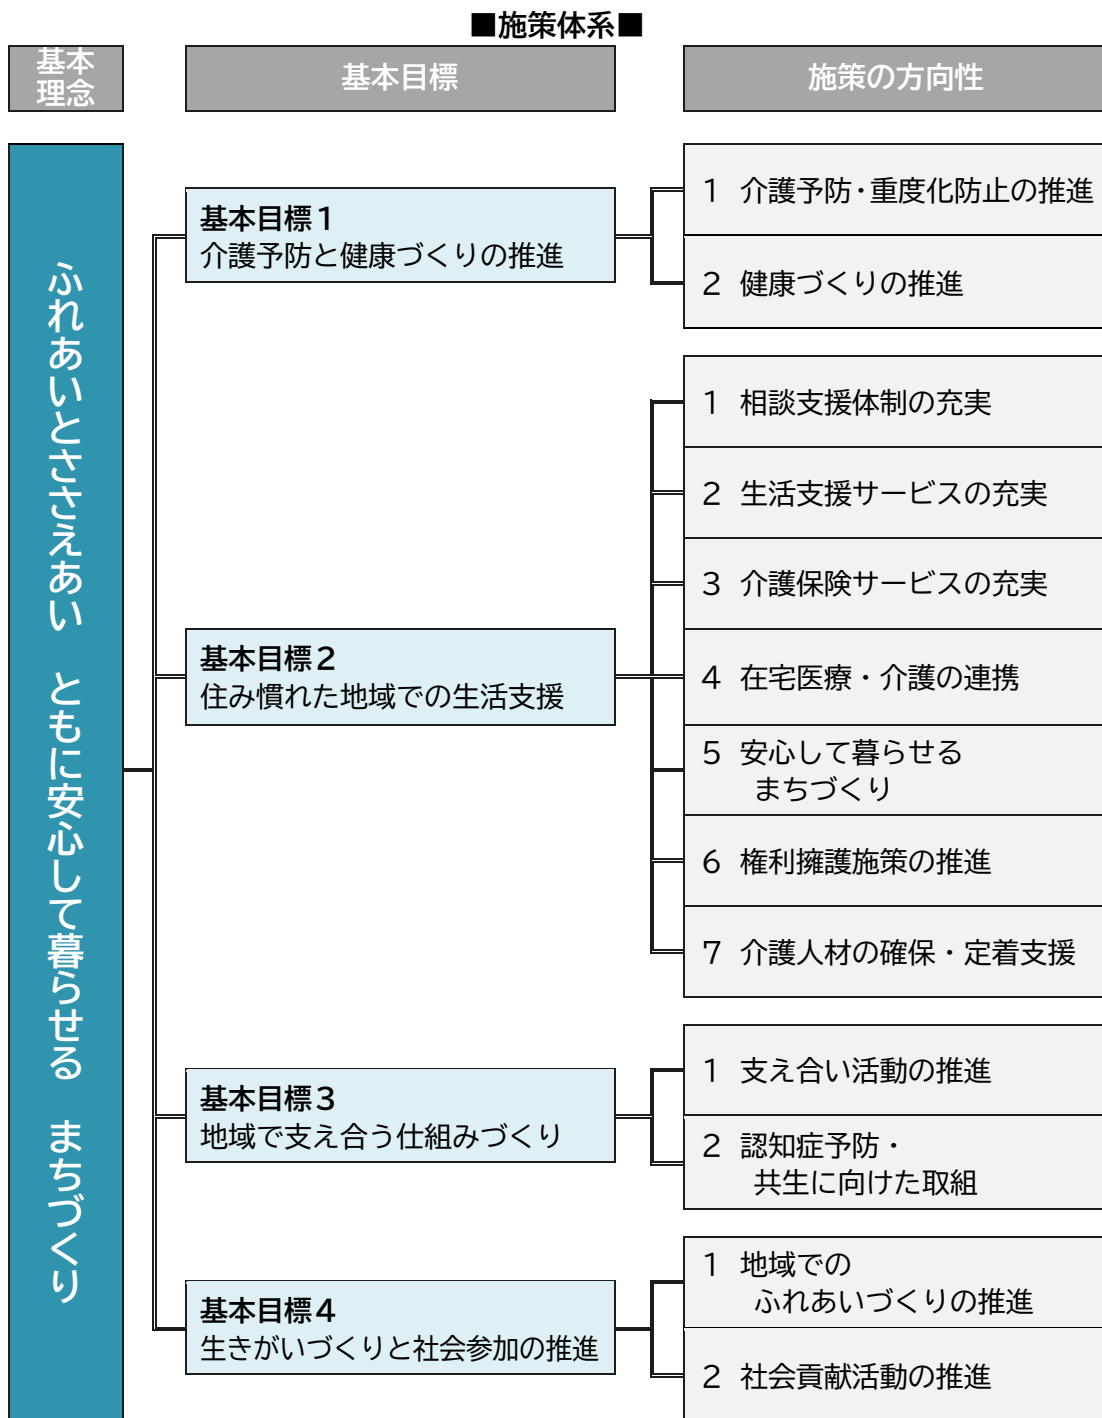 ■施策体系■
基本
理念
基本目標
施策の方向性
ふれあいとささえあい　ともに安心して暮らせる　まちづくり
基本目標１
介護予防と健康づくりの推進
1 介護予防・重度化防止の推進
2 健康づくりの推進
基本目標２
住み慣れた地域での生活支援
1 相談支援体制の充実
2 生活支援サービスの充実
3 介護保険サービスの充実
4 在宅医療・介護の連携
5 安心して暮らせる
まちづくり
6 権利擁護施策の推進
7 介護人材の確保・定着支援
基本目標３
地域で支え合う仕組みづくり
1 支え合い活動の推進
2 認知症予防・
共生に向けた取組
基本目標４
生きがいづくりと社会参加の推進
1 地域での
ふれあいづくりの推進
2 社会貢献活動の推進